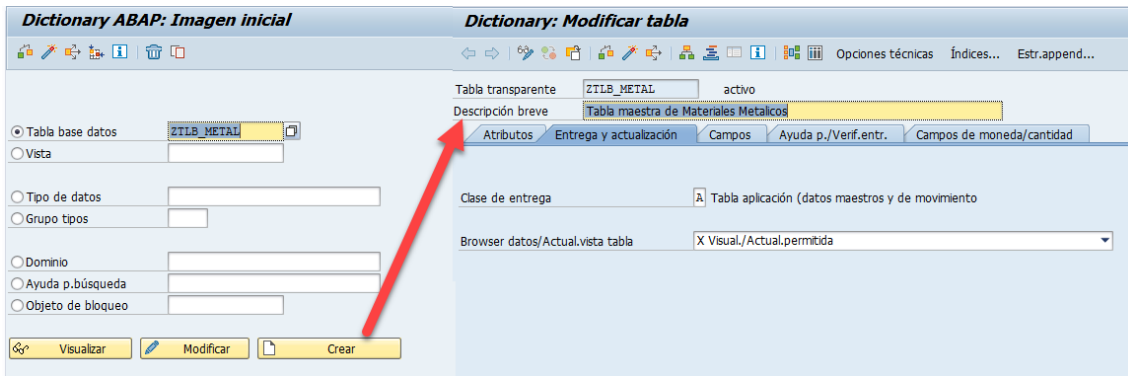 Dictionary ABAP: Imagen inicial
Tabla base datos ZTLB_METAL
Vista
Tipo de datos
Grupo tipos
Dominio
Ayuda p.búsqueda
Objeto de bloqueo
Visualizar Modificar Crear
Dictionary: Modificar tabla
Opciones técnicas Índices... Estr.append...
Tabla transparente ZTLB_METAL activo
Descripción breve Tabla maestra de Materiales Metalicos
Atributos Entrega y actualización Campos Ayuda p./Verif.entr. Campos de moneda/cantidad
Clase de entrega A Tabla aplicación (datos maestros y de movimiento
Browser datos/Actual.vista tabla X Visual./Actual.permitida